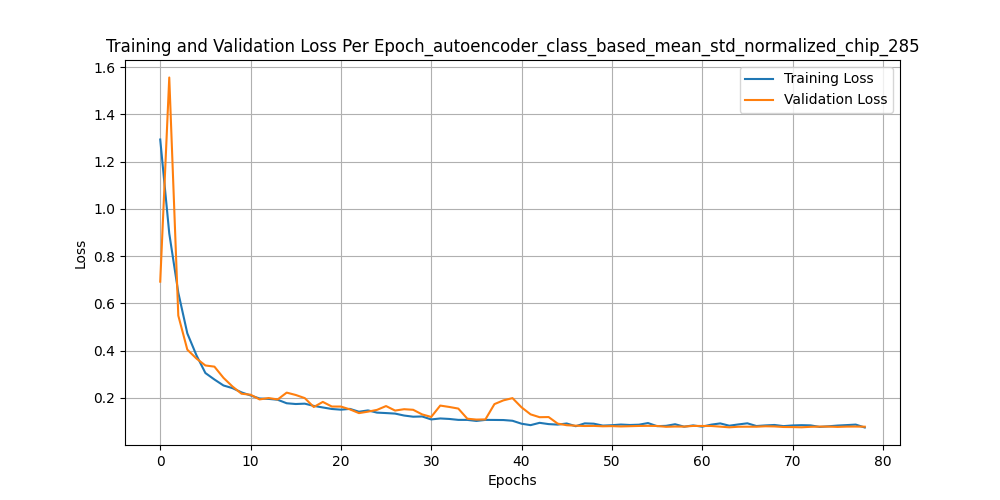 Training and Validation Loss Per Epoch_autoencoder_class_based_mean_std_normalized_chip_285
Training Loss
Validation Loss
1.6
1.4
1.2
1.0
0.8
0.6
0.4
0.2
Loss
0 10 20 30 40 50 60 70 80
Epochs